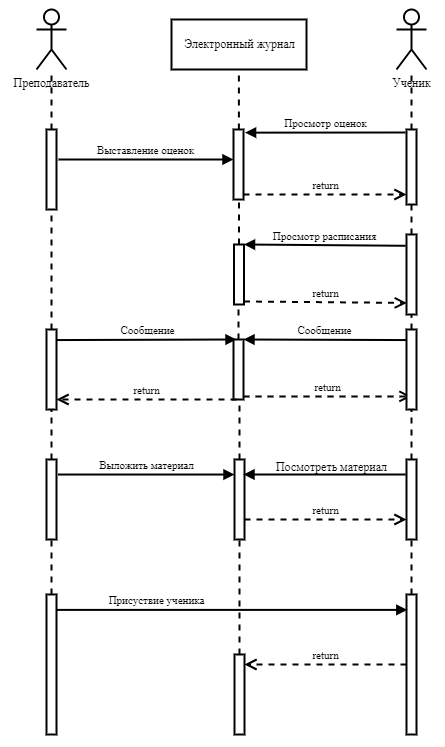 Электронный журнал
Преподаватель
Ученик
Просмотр оценок
Выставление оценок
return
Просмотр расписания
return
Сообщение
Сообщение
return
return
Выложить материал
Посмотреть материал
return
Присуствие ученика
return